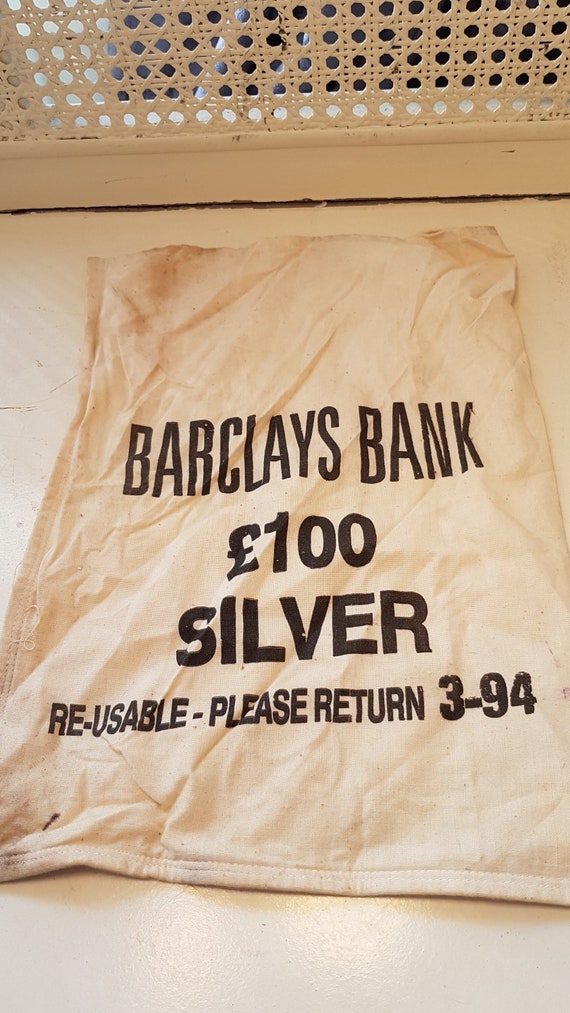 BARCLAYS BANK
£100
SILVER
RE-USABLE - PLEASE RETURN 3-94